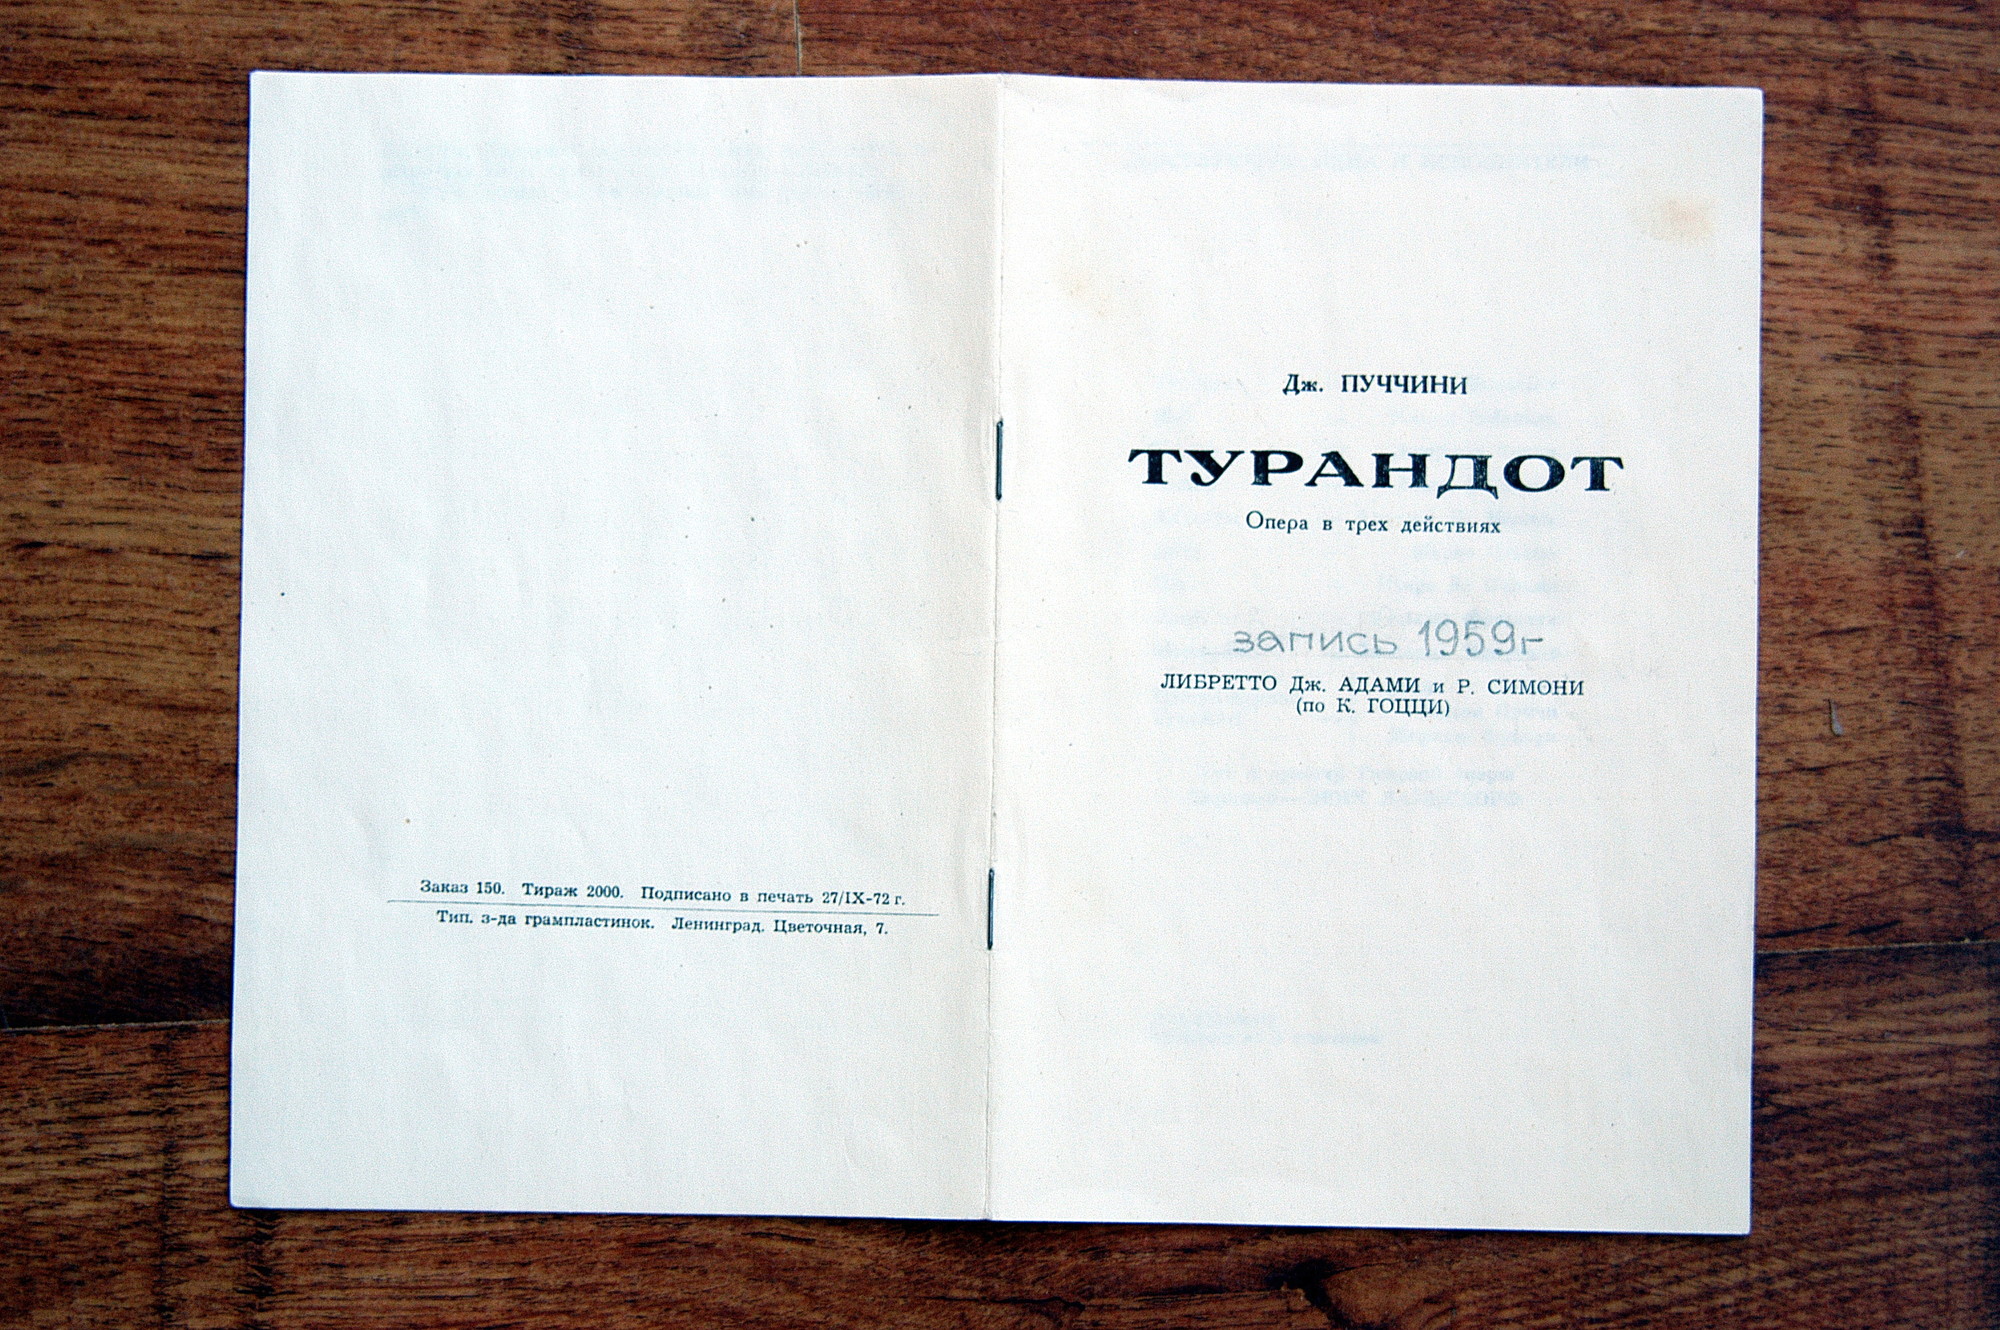 Заказ 150. Тираж 2000. Подписано в печать 27/IX-72 г.
Тип. з-да грампластинок. Ленинград. Цветочная, 7.
Дж. ПУЧЧИНИ
ТУРАНДОТ
Опера в трех действиях
запись 1959г
ЛИБРЕТТО Дж. АДАМИ и Р. СИМОНИ
(по К. ГОЦЦИ)